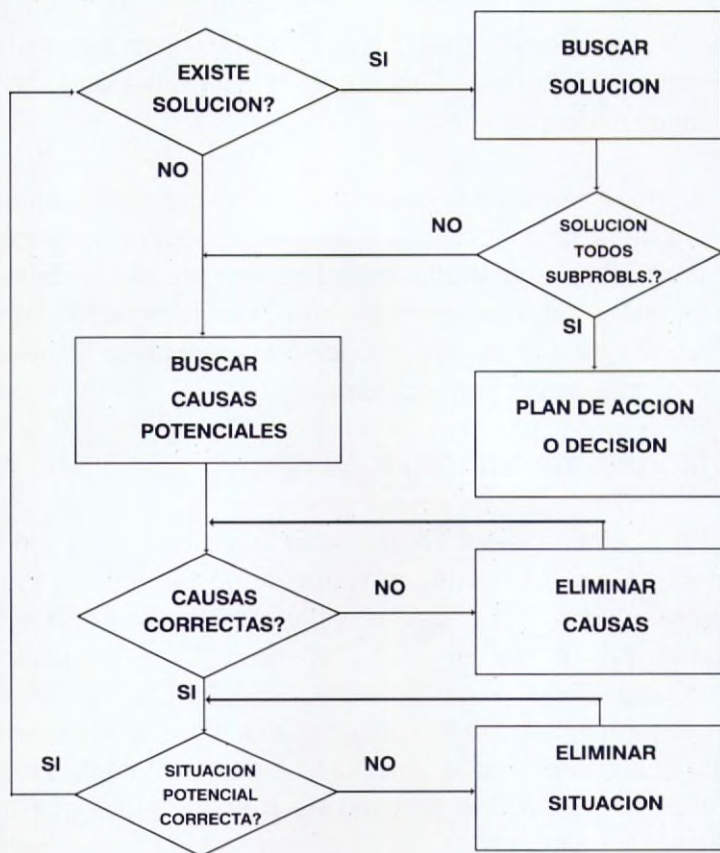 EXISTE
SOLUCION?
SI
BUSCAR
SOLUCION
NO
NO
SOLUCION
TODOS
SUBPROBLS.?
SI
BUSCAR
CAUSAS
POTENCIALES
PLAN DE ACCION
O DECISION
CAUSAS
CORRECTAS?
NO
ELIMINAR
CAUSAS
SI
SI
SITUACION
POTENCIAL
CORRECTA?
NO
ELIMINAR
SITUACION